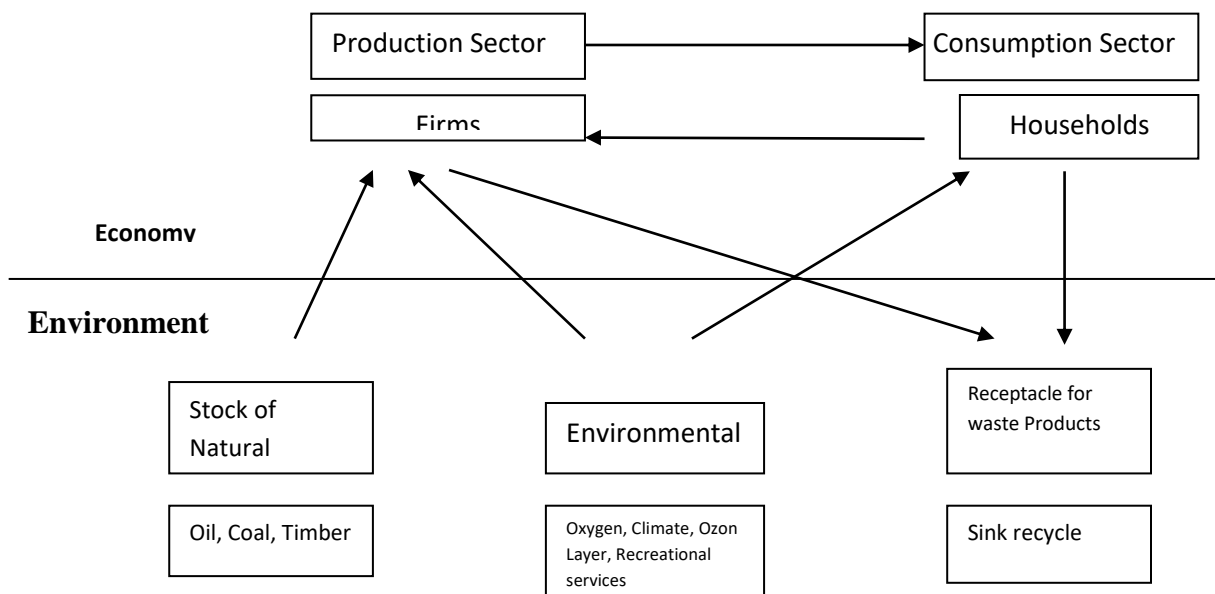 Production Sector
Consumption Sector
Firms
Households
Economy
Environment
Stock of
Natural
Environmental
Receptacle for
waste Products
Oil, Coal, Timber
Oxygen, Climate, Ozon
Layer, Recreational
services
Sink recycle